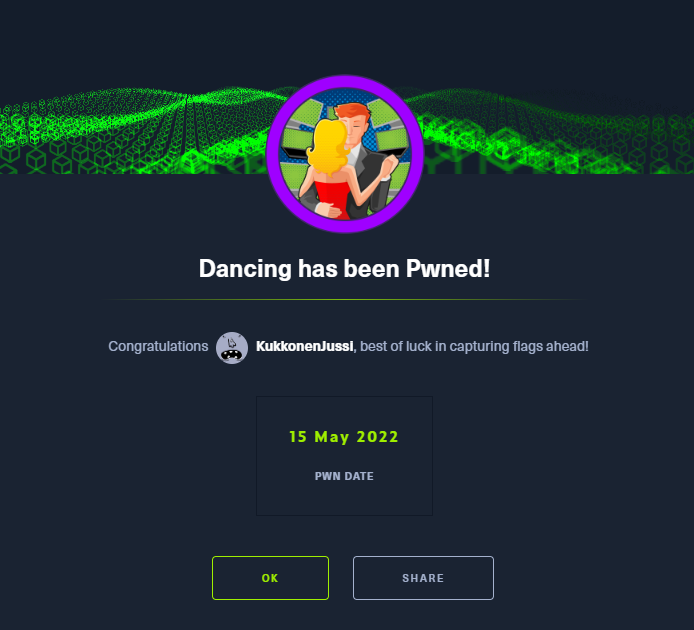 Dancing has been Pwned!
Congratulations KukkonenJussi, best of luck in capturing flags ahead!
15 May 2022
PWN DATE
OK
SHARE